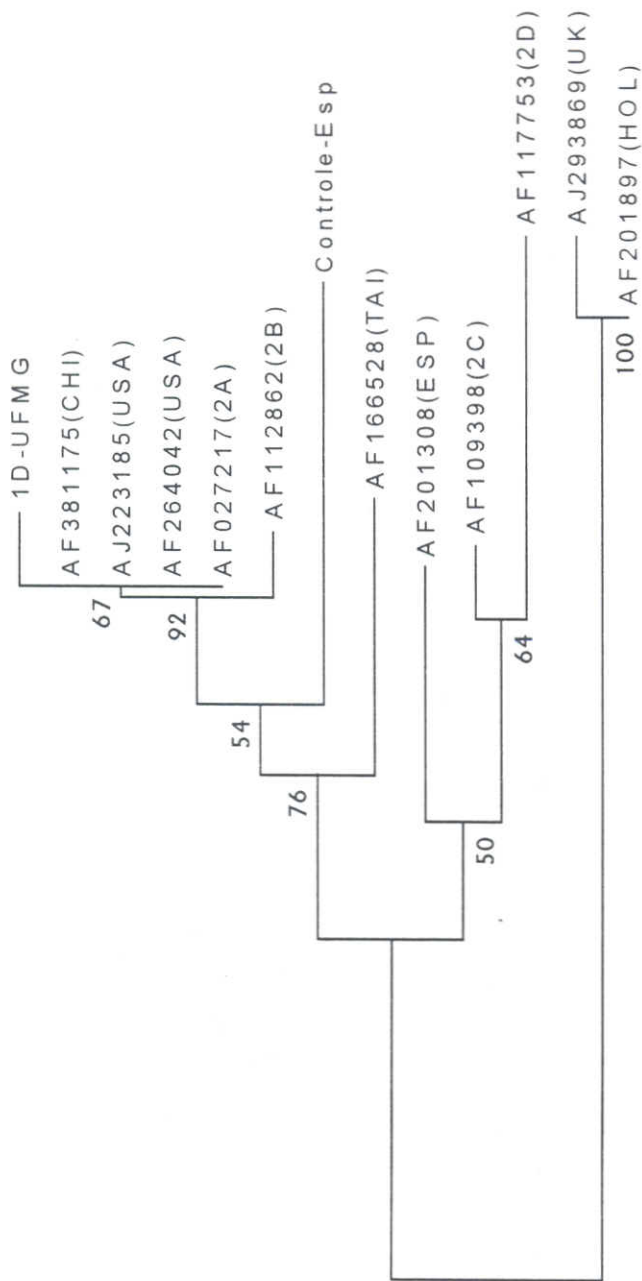 1D-UFMG
AF381175(CHI)
AJ223185(USA)
AF264042(USA)
AF027217(2A)
AF112862(2B)
Controle-Esp
AF166528(TAI)
AF201308(ESP)
AF109398(2C)
AF117753(2D)
AJ293869(UK)
AF201897(HOL)
67
92
54
76
50
64
100